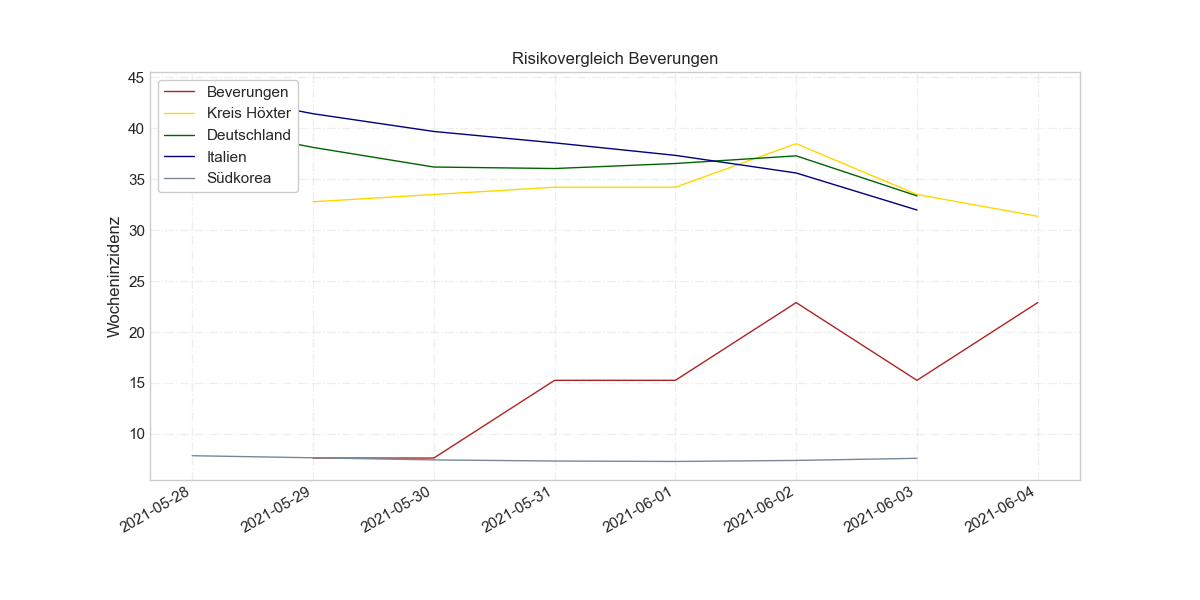 Risikovergleich Beverungen
Wocheninzidenz
45
40
35
30
25
20
15
10
Beverungen
Kreis Höxter
Deutschland
Italien
Südkorea
2021-05-28
2021-05-29
2021-05-30
2021-05-31
2021-06-01
2021-06-02
2021-06-03
2021-06-04